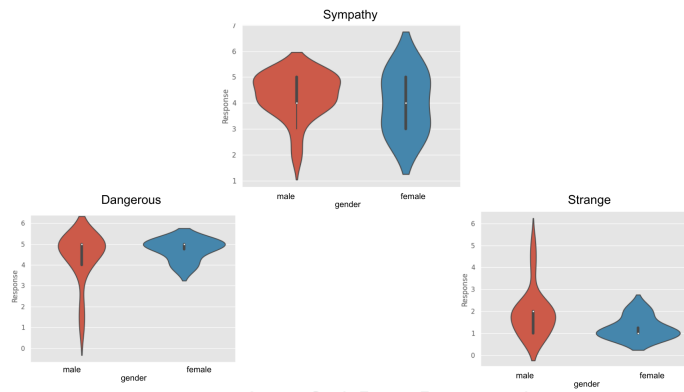 Sympathy
7
6
5
4
3
2
1
Response
male
female
gender
Dangerous
6
5
4
3
2
1
0
Response
male
female
gender
Strange
6
5
4
3
2
1
0
Response
male
female
gender